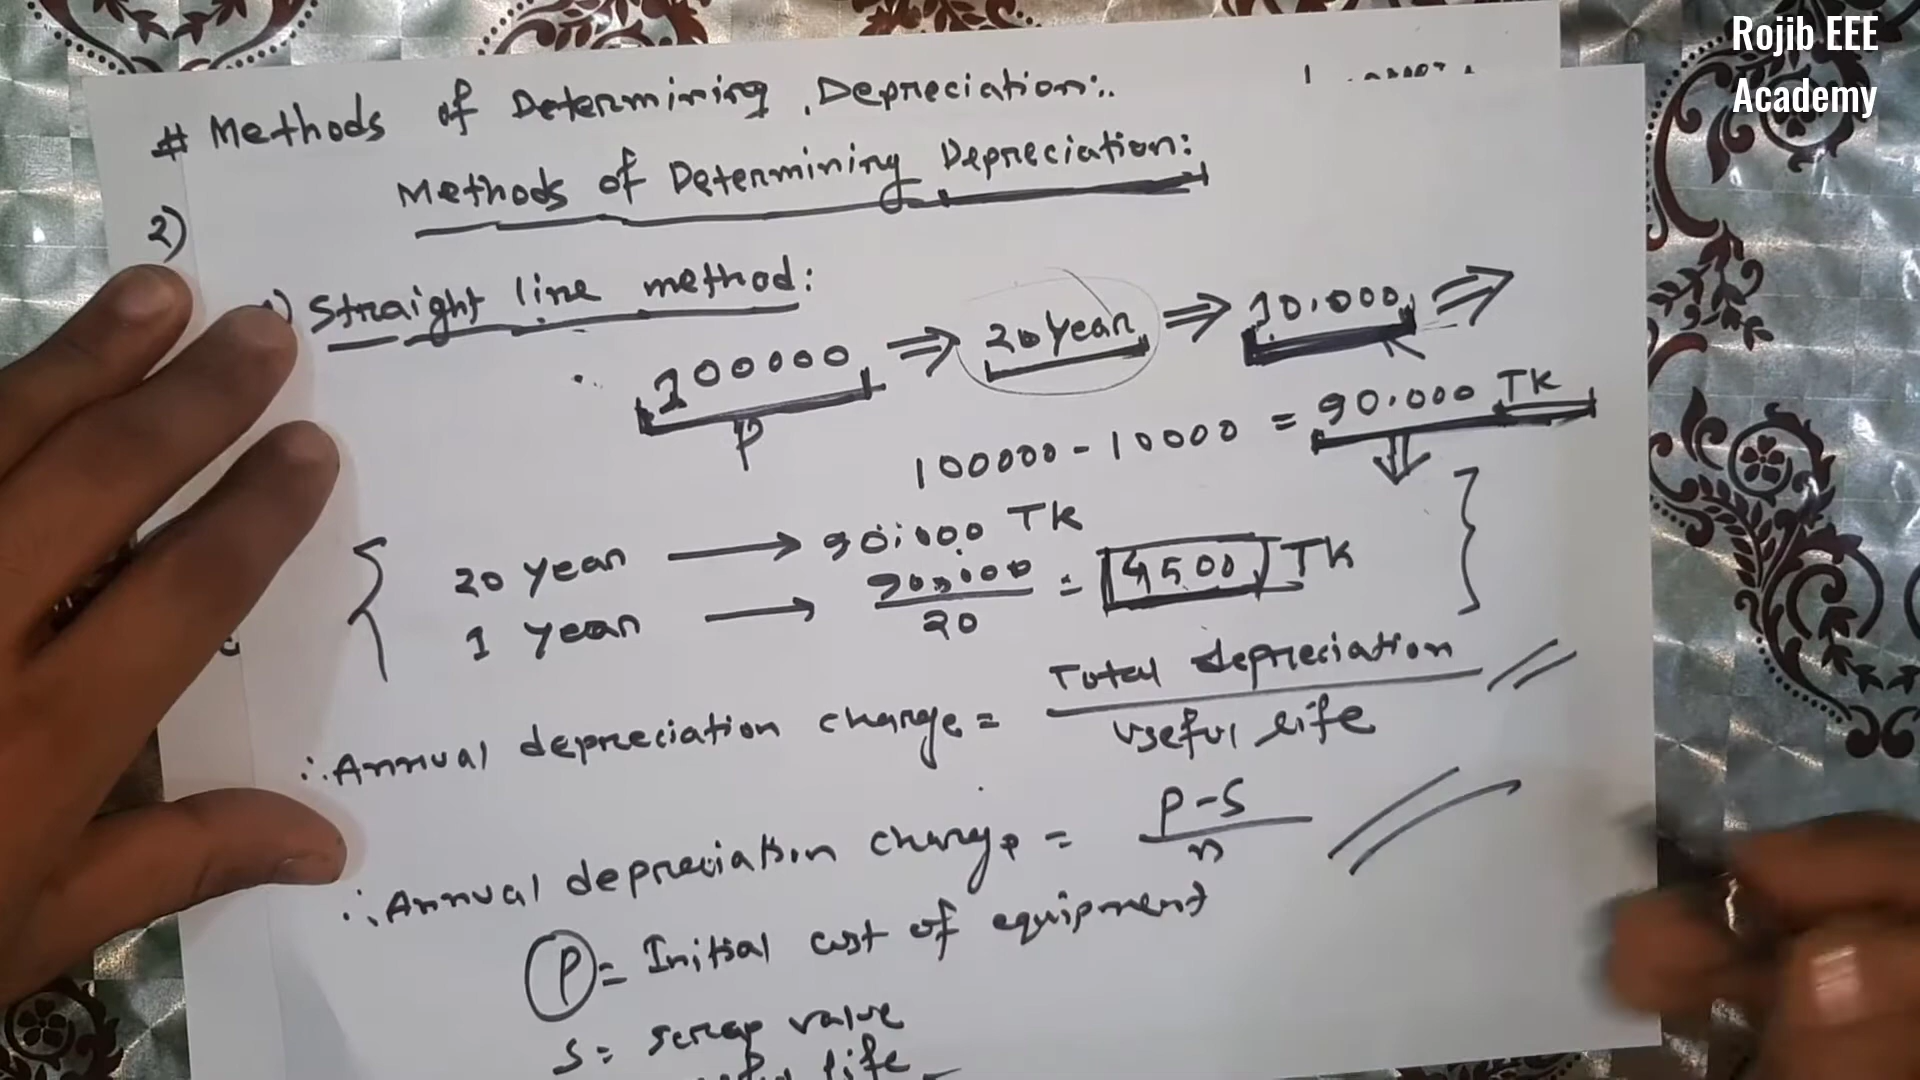 Rojib EEE
Academy
# Methods of Determining Depreciation:
Methods of Determining Depreciation:
2)
1) Straight line method:
100000 ⇒ 20 year ⇒ 10.000 ⇒
P
100000 - 10000 = 90.000 TK
20 year → 90.000 TK
1 year → 90.000 / 20 = 4500 TK
∴ Annual depreciation charge = Total depreciation / useful life
∴ Annual depreciation charge = P-S / n
P = Initial cost of equipment
S = scrap value
life